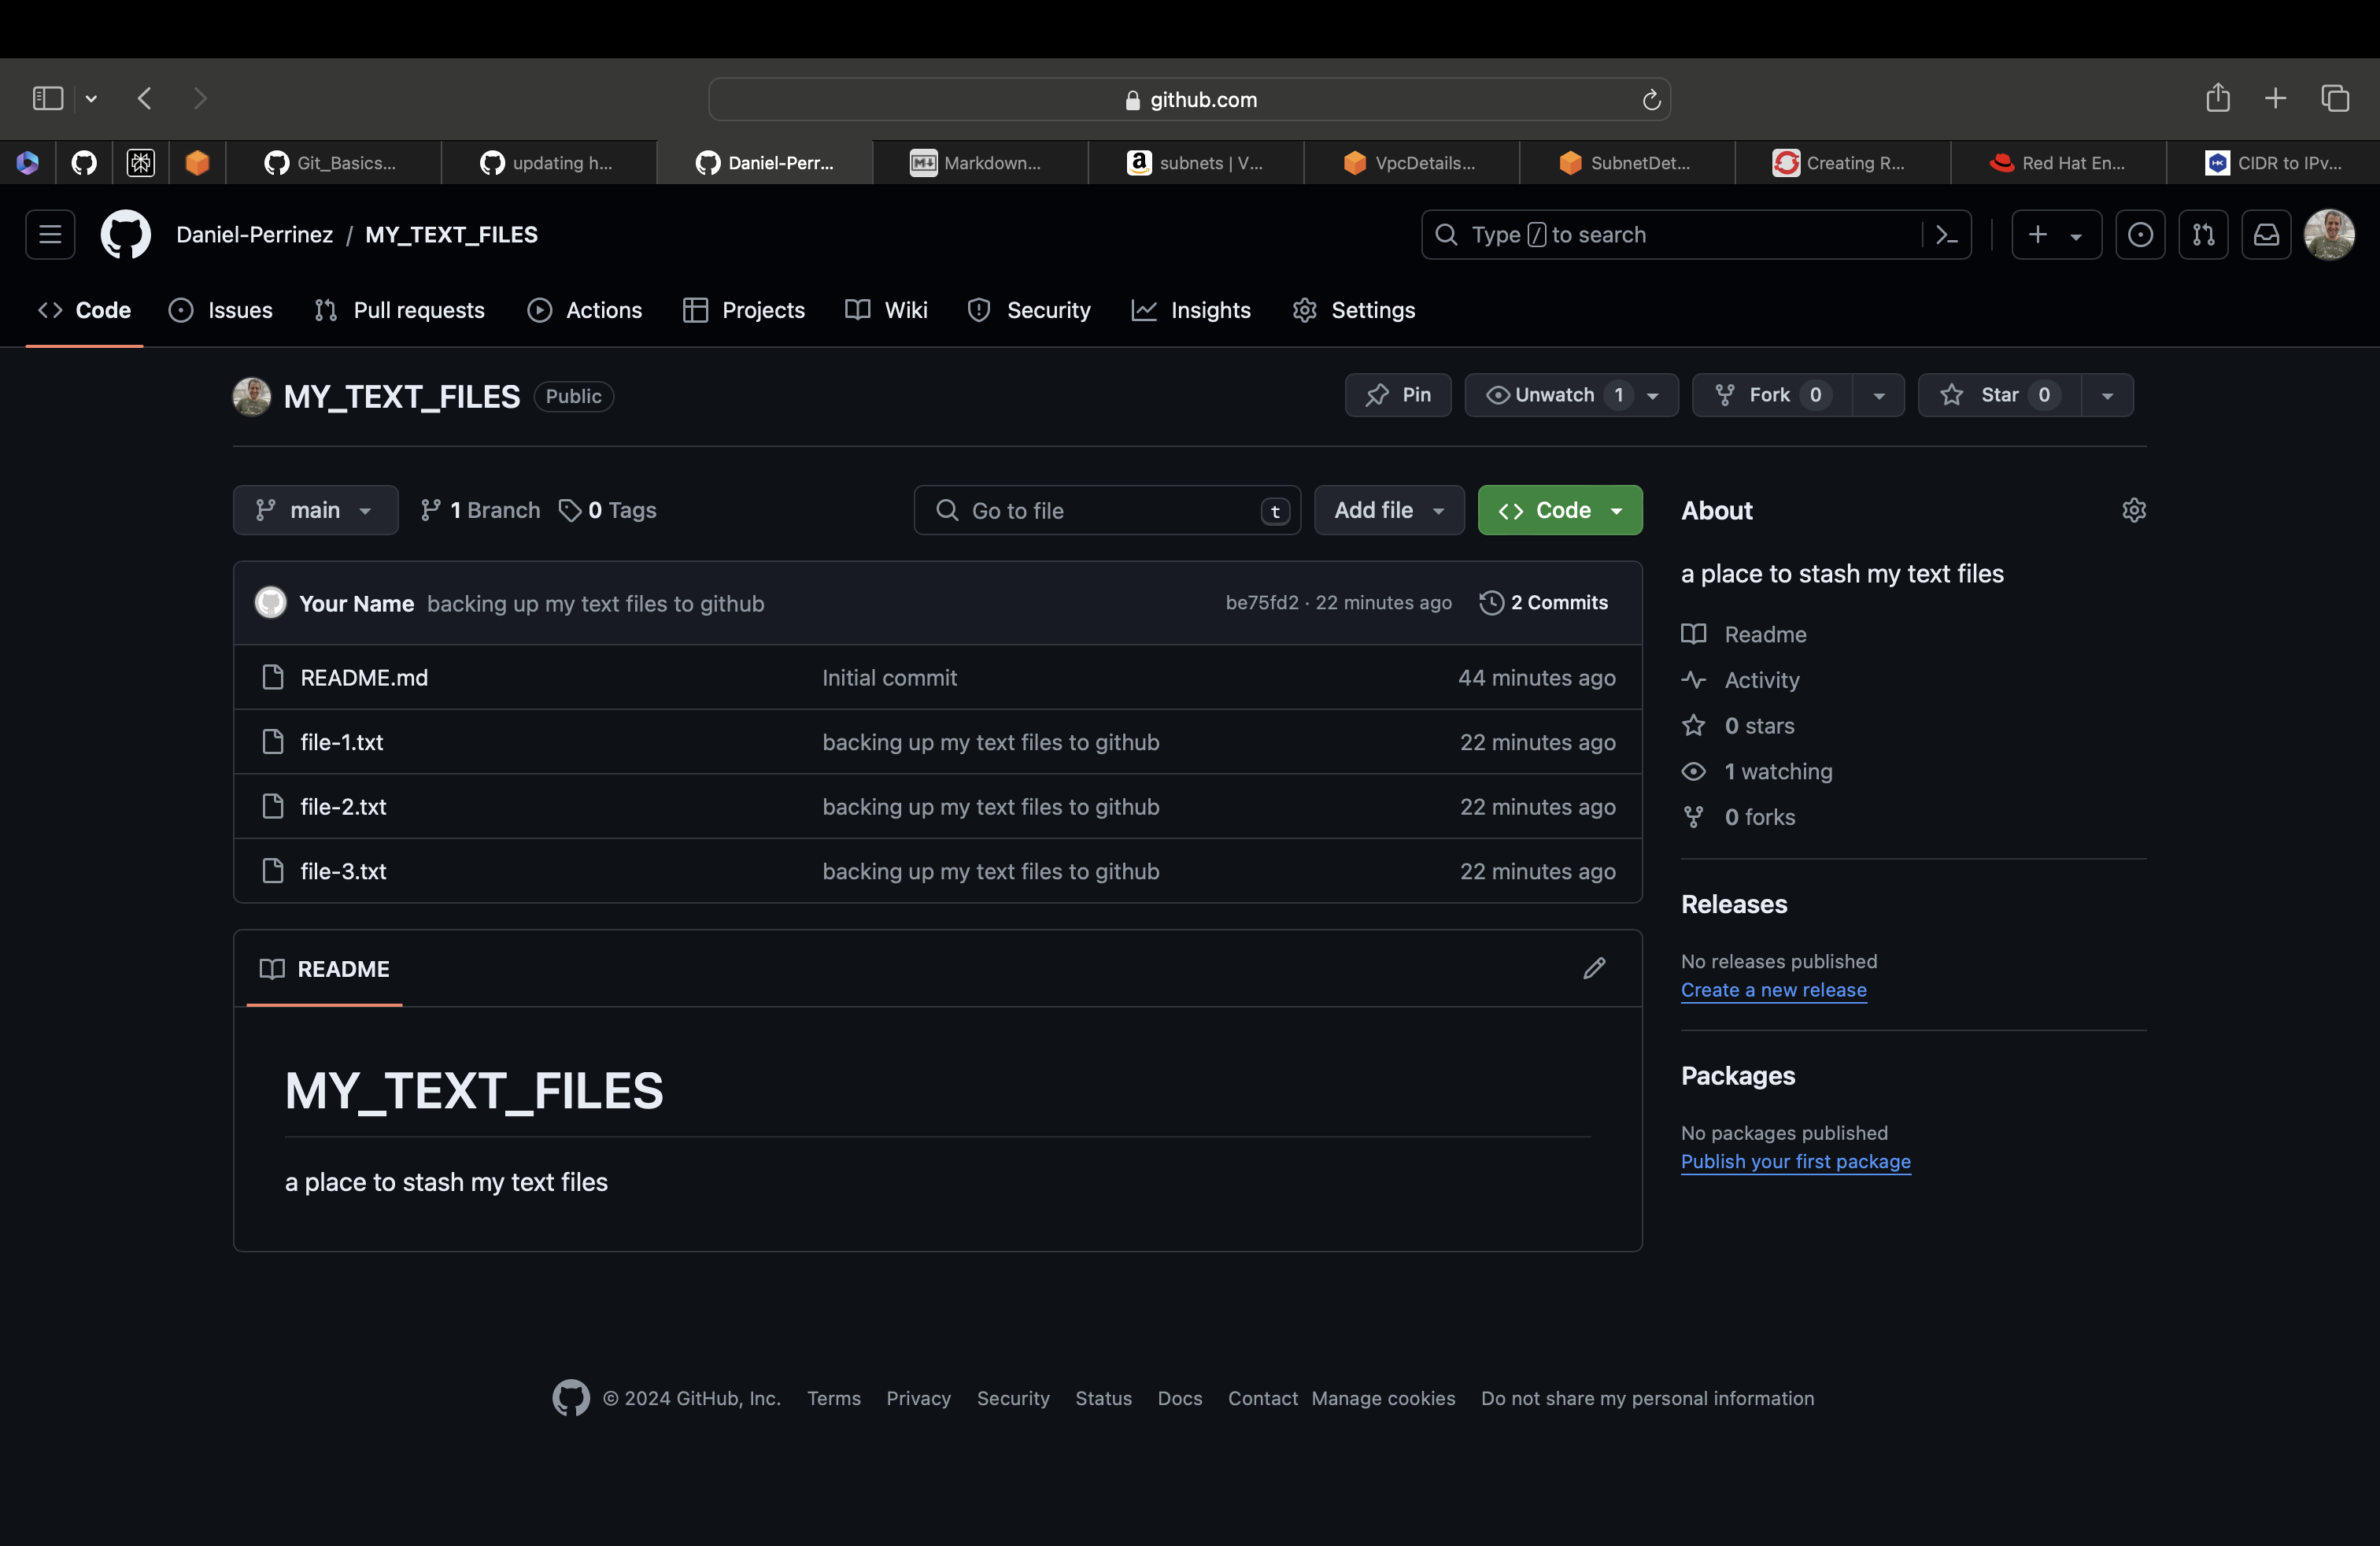 github.com
Git_Basics...
updating h...
Daniel-Perr...
Markdown...
subnets | V...
VpcDetails...
SubnetDet...
Creating R...
Red Hat En...
CIDR to IPv...
Daniel-Perrinez / MY_TEXT_FILES
Type / to search
Code
Issues
Pull requests
Actions
Projects
Wiki
Security
Insights
Settings
MY_TEXT_FILES Public
Pin
Unwatch 1
Fork 0
Star 0
main
1 Branch
0 Tags
Go to file t
Add file
Code
Your Name backing up my text files to github be75fd2 · 22 minutes ago 2 Commits
README.md Initial commit 44 minutes ago
file-1.txt backing up my text files to github 22 minutes ago
file-2.txt backing up my text files to github 22 minutes ago
file-3.txt backing up my text files to github 22 minutes ago
README
MY_TEXT_FILES
a place to stash my text files
About
a place to stash my text files
Readme
Activity
0 stars
1 watching
0 forks
Releases
No releases published
Create a new release
Packages
No packages published
Publish your first package
© 2024 GitHub, Inc. Terms Privacy Security Status Docs Contact Manage cookies Do not share my personal information